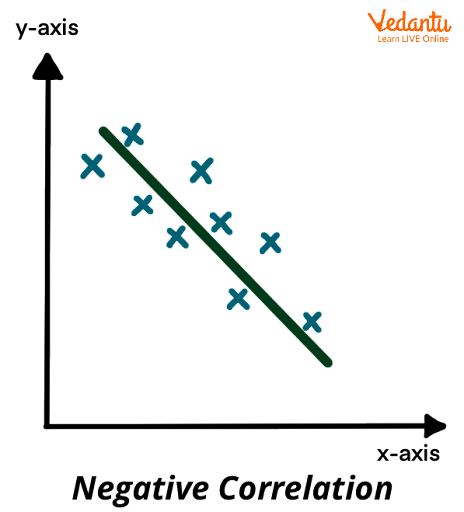 y-axis
Vedantu
Learn LIVE Online
x-axis
Negative Correlation